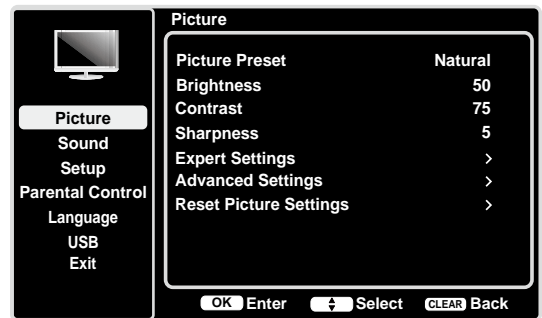 Picture
Sound
Setup
Parental Control
Language
USB
Exit
Picture
Picture Preset Natural
Brightness 50
Contrast 75
Sharpness 5
Expert Settings >
Advanced Settings >
Reset Picture Settings >
OK Enter Select CLEAR Back